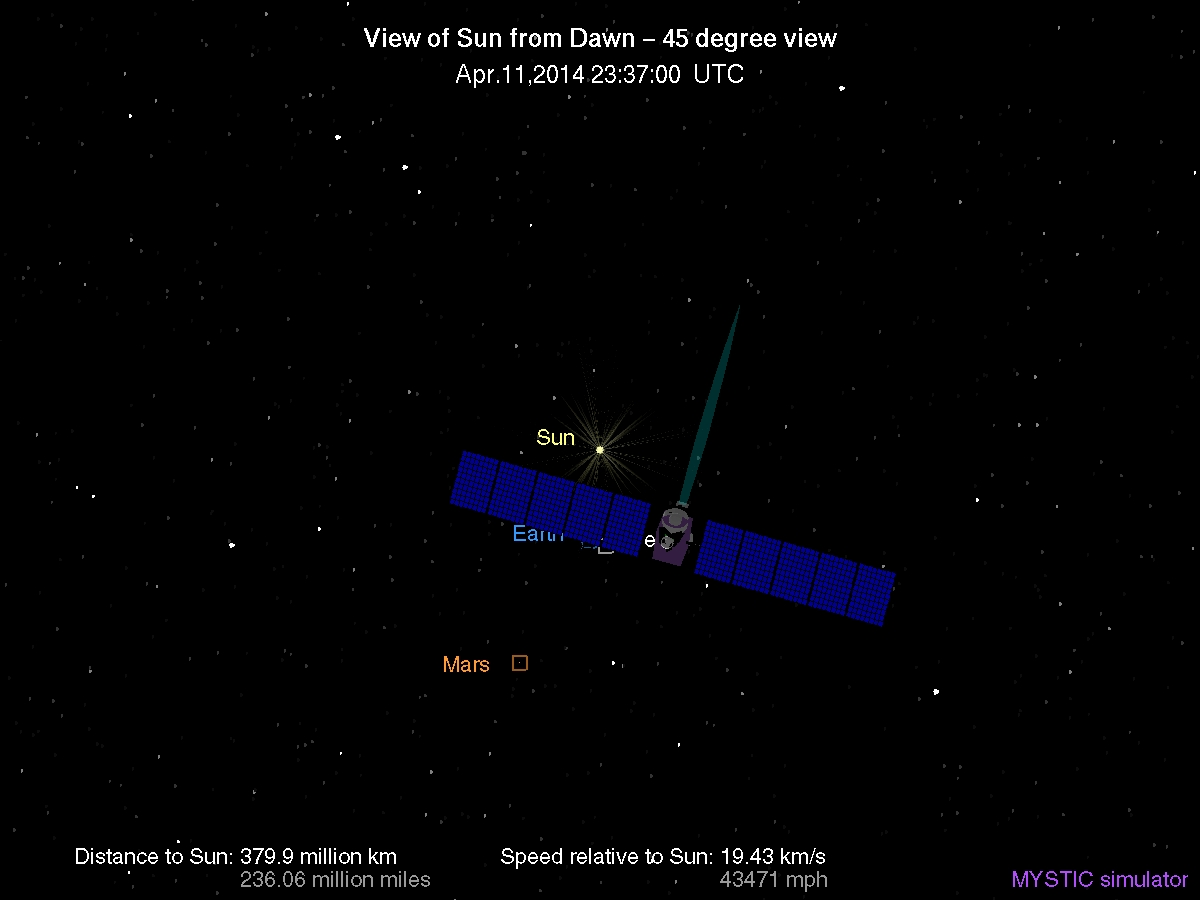 View of Sun from Dawn – 45 degree view
Apr.11,2014 23:37:00 UTC
Sun
Earth
e
Mars
Distance to Sun: 379.9 million km
236.06 million miles
Speed relative to Sun: 19.43 km/s
43471 mph
MYSTIC simulator